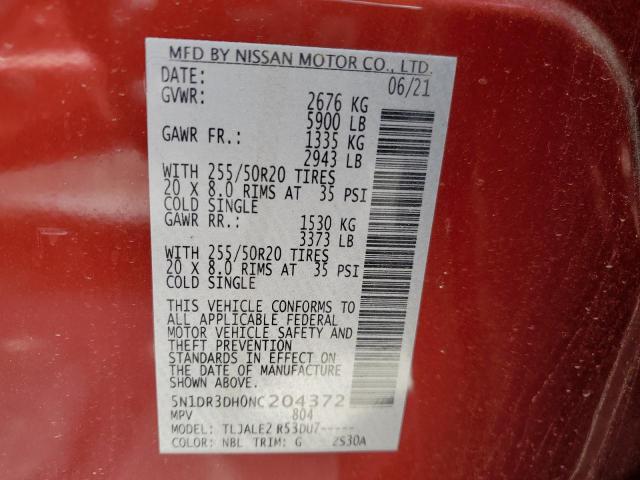 MFD BY NISSAN MOTOR CO., LTD.
DATE: 06/21
GVWR: 2676 KG
5900 LB
GAWR FR.: 1335 KG
2943 LB
WITH 255/50R20 TIRES
20 X 8.0 RIMS AT 35 PSI
COLD SINGLE
GAWR RR.: 1530 KG
3373 LB
WITH 255/50R20 TIRES
20 X 8.0 RIMS AT 35 PSI
COLD SINGLE
THIS VEHICLE CONFORMS TO
ALL APPLICABLE FEDERAL
MOTOR VEHICLE SAFETY AND
THEFT PREVENTION
STANDARDS IN EFFECT ON
THE DATE OF MANUFACTURE
SHOWN ABOVE.
5N1DR3DH0NC204372
MPV 804
MODEL: TLJALE2 R53DU7-----
COLOR: NBL TRIM: G 2S30A